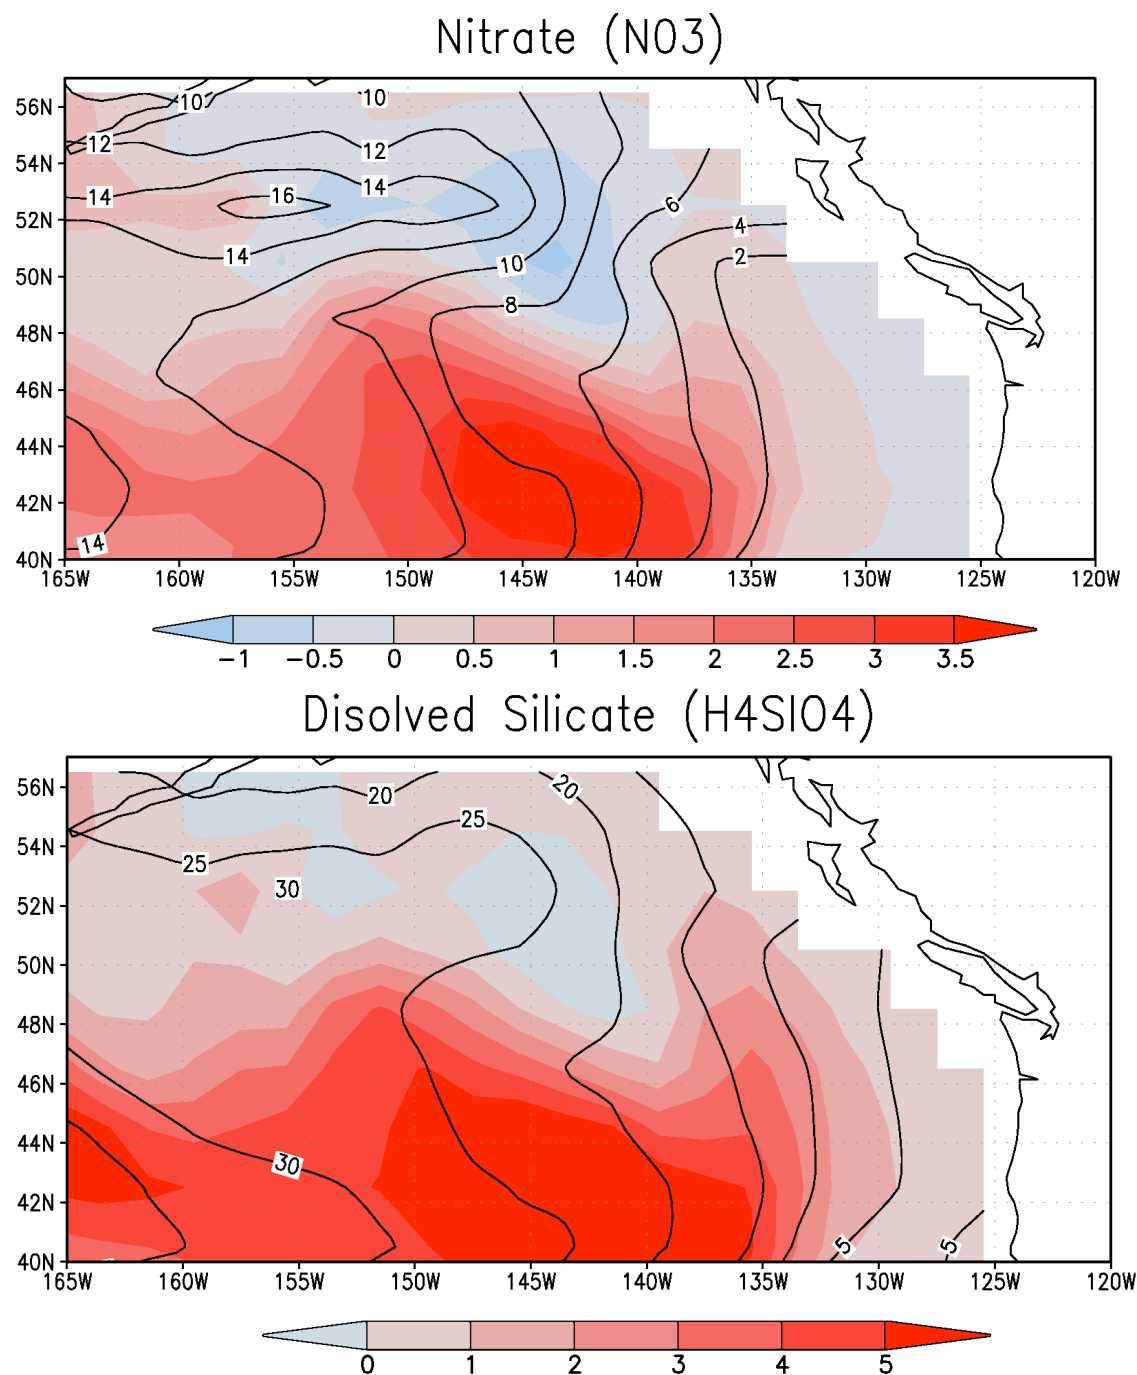 Nitrate (NO3)
56N
10
10
12
12
54N
14
14
16
6
52N
4
14
2
50N
10
8
48N
46N
44N
42N
14
40N
165W 160W 155W 150W 145W 140W 135W 130W 125W 120W
−1 −0.5 0 0.5 1 1.5 2 2.5 3 3.5
Disolved Silicate (H4SIO4)
56N
20
20
25
54N
25
30
52N
50N
48N
46N
44N
30
42N
5
5
40N
165W 160W 155W 150W 145W 140W 135W 130W 125W 120W
0 1 2 3 4 5